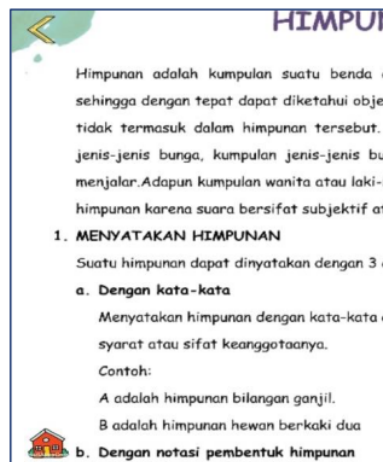 HIMPU
Himpunan adalah kumpulan suatu benda
sehingga dengan tepat dapat diketahui obje
tidak termasuk dalam himpunan tersebut.
jenis-jenis bunga, kumpulan jenis-jenis bu
menjalar.Adapun kumpulan wanita atau laki-
himpunan karena suara bersifat subjektif a
1. MENYATAKAN HIMPUNAN
Suatu himpunan dapat dinyatakan dengan 3
a. Dengan kata-kata
Menyatakan himpunan dengan kata-kata
syarat atau sifat keanggotaanya.
Contoh:
A adalah himpunan bilangan ganjil.
B adalah himpunan hewan berkaki dua
b. Dengan notasi pembentuk himpunan